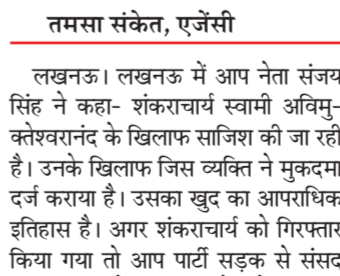 तमसा संकेत, एजेंसी
लखनऊ। लखनऊ में आप नेता संजय
सिंह ने कहा- शंकराचार्य स्वामी अविमु-
क्तेश्वरानंद के खिलाफ साजिश की जा रही
है। उनके खिलाफ जिस व्यक्ति ने मुकदमा
दर्ज कराया है। उसका खुद का आपराधिक
इतिहास है। अगर शंकराचार्य को गिरफ्तार
किया गया तो आप पार्टी सड़क से संसद